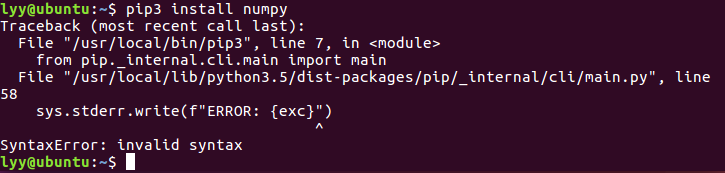 lyy@ubuntu:~$ pip3 install numpy
Traceback (most recent call last):
  File "/usr/local/bin/pip3", line 7, in <module>
    from pip._internal.cli.main import main
  File "/usr/local/lib/python3.5/dist-packages/pip/_internal/cli/main.py", line
58
    sys.stderr.write(f"ERROR: {exc}")
                                   ^
SyntaxError: invalid syntax
lyy@ubuntu:~$